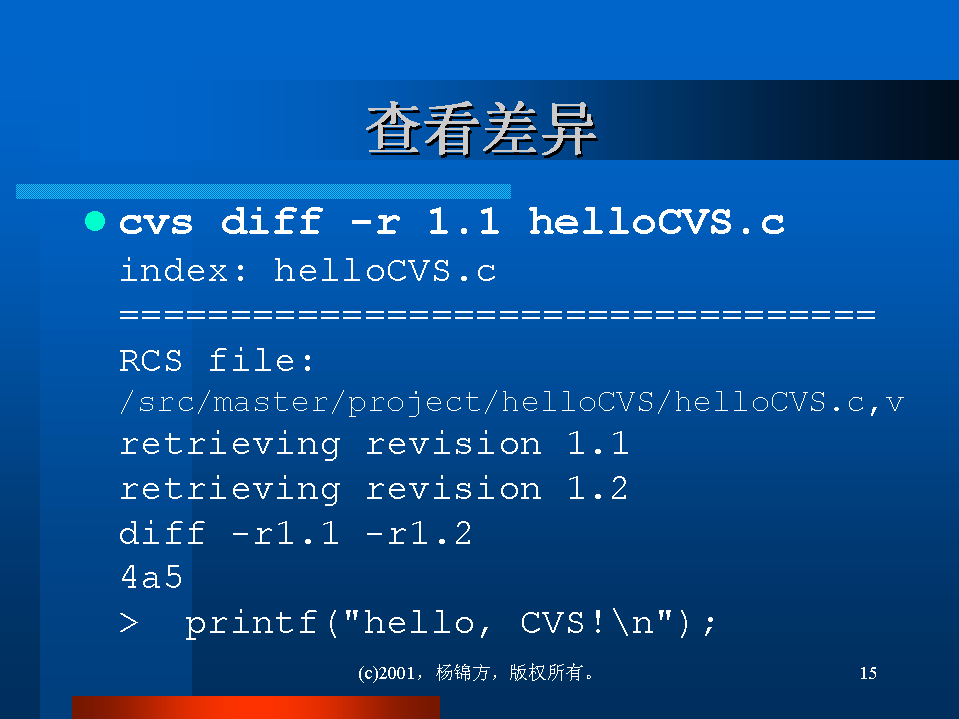 查看差异
cvs diff -r 1.1 helloCVS.c
index: helloCVS.c
==================================
RCS file:
/src/master/project/helloCVS/helloCVS.c,v
retrieving revision 1.1
retrieving revision 1.2
diff -r1.1 -r1.2
4a5
>  printf("hello, CVS!\n");
(c)2001，杨锦方，版权所有。
15